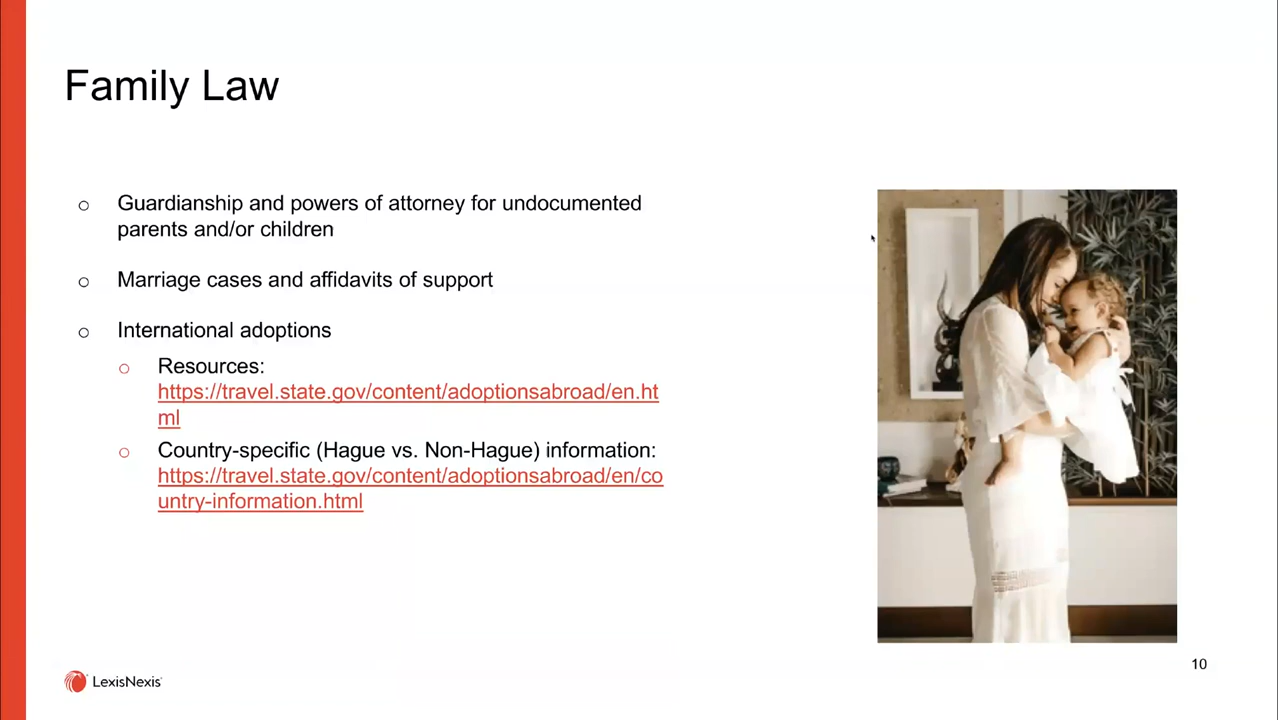 Family Law
o Guardianship and powers of attorney for undocumented
parents and/or children
o Marriage cases and affidavits of support
o International adoptions
o Resources:
https://travel.state.gov/content/adoptionsabroad/en.ht
ml
o Country-specific (Hague vs. Non-Hague) information:
https://travel.state.gov/content/adoptionsabroad/en/co
untry-information.html
10
LexisNexis